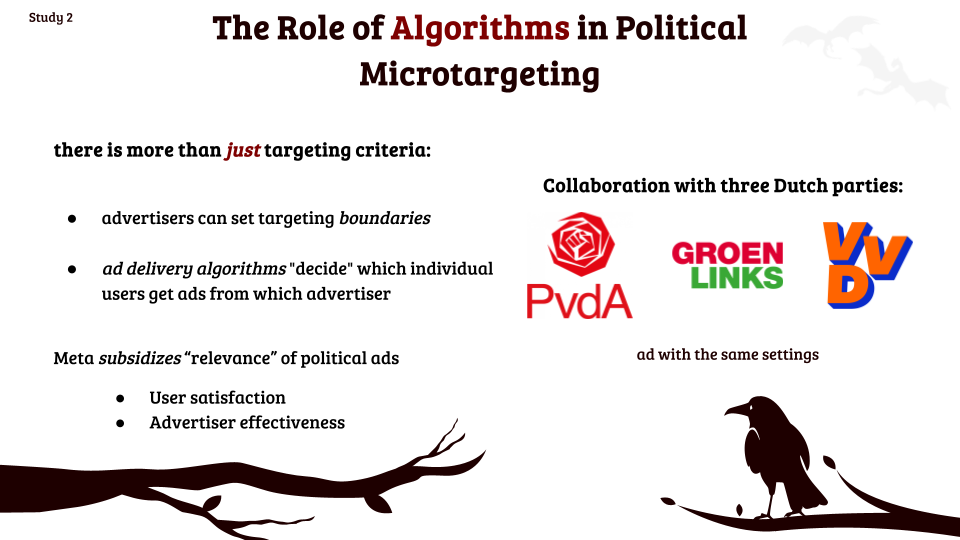 Study 2
The Role of Algorithms in Political
Microtargeting
there is more than just targeting criteria:
● advertisers can set targeting boundaries
● ad delivery algorithms "decide" which individual
users get ads from which advertiser
Meta subsidizes “relevance” of political ads
● User satisfaction
● Advertiser effectiveness
Collaboration with three Dutch parties:
PvdA
GROEN
LINKS
VVD
ad with the same settings